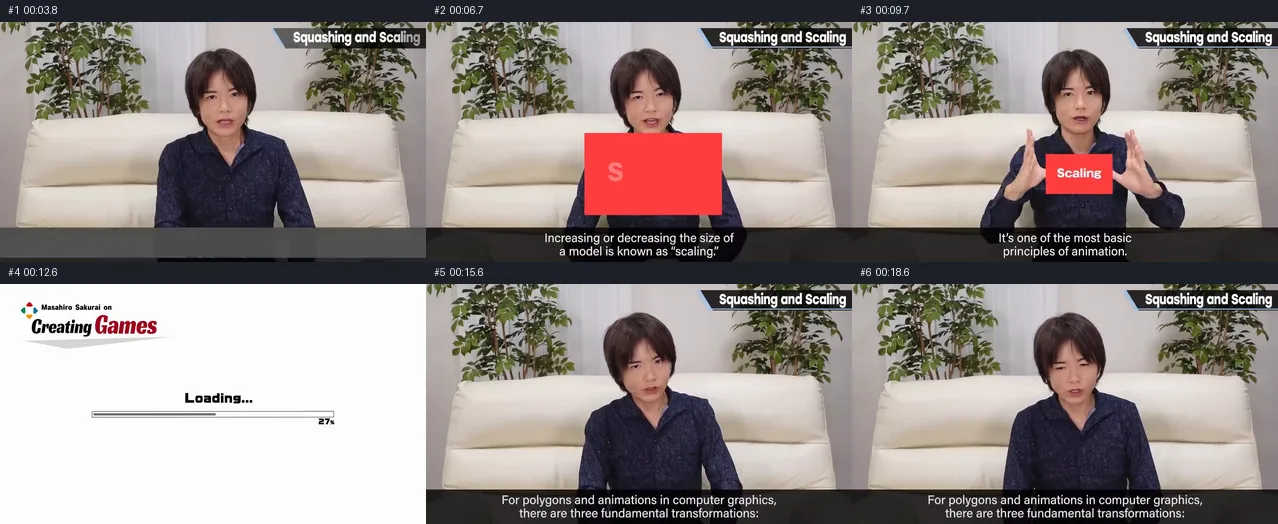 #1 00:03.8
Squashing and Scaling
#2 00:06.7
Squashing and Scaling
S
Increasing or decreasing the size of
a model is known as “scaling.”
#3 00:09.7
Squashing and Scaling
Scaling
It’s one of the most basic
principles of animation.
#4 00:12.6
Masahiro Sakurai on
Creating Games
Loading...
27%
#5 00:15.6
Squashing and Scaling
For polygons and animations in computer graphics,
there are three fundamental transformations:
#6 00:18.6
Squashing and Scaling
For polygons and animations in computer graphics,
there are three fundamental transformations: